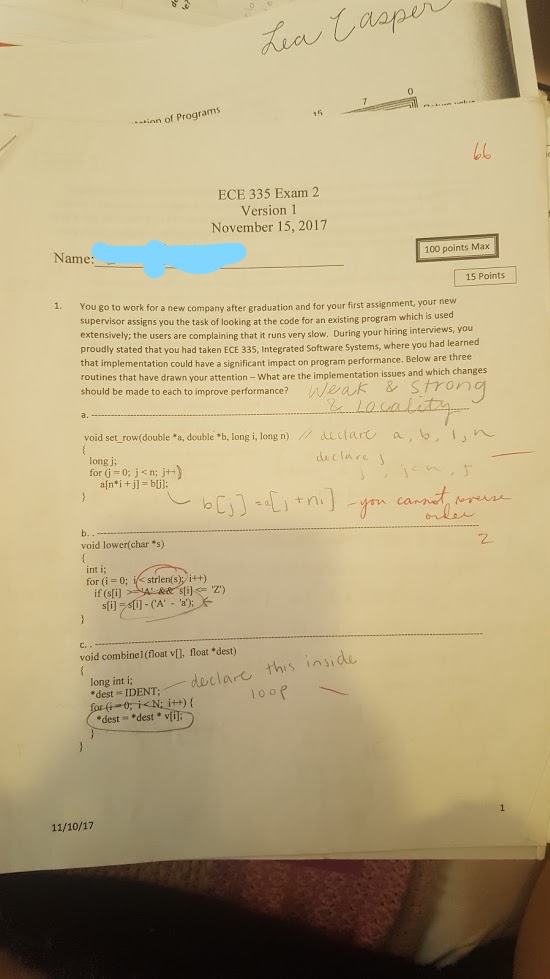 Lea Casper
of Programs
15
7
0
66
ECE 335 Exam 2
Version 1
November 15, 2017
Name:
100 points Max
15 Points
1. You go to work for a new company after graduation and for your first assignment, your new
supervisor assigns you the task of looking at the code for an existing program which is used
extensively; the users are complaining that it runs very slow. During your hiring interviews, you
proudly stated that you had taken ECE 335, Integrated Software Systems, where you had learned
that implementation could have a significant impact on program performance. Below are three
routines that have drawn your attention – What are the implementation issues and which changes
should be made to each to improve performance? Weak & Strong
& Locality
a.
void set_row(double *a, double *b, long i, long n) // declare a, b, i, n
{
long j; declare j
for (j = 0; j < n; j++)
a[n*i + j] = b[j];
}
b[j] = a[j + ni] - you cannot reverse
order
b. .
void lower(char *s)
2
{
int i;
for (i = 0; i < strlen(s); i++)
if (s[i] >= 'A' && s[i] <= 'Z')
s[i] = s[i] - ('A' - 'a');
}
c. .
void combine1(float v[], float *dest)
{
long int i;
*dest = IDENT; declare this inside
loop
for (i = 0; i < N; i++) {
*dest = *dest * v[i];
}
}
1
11/10/17